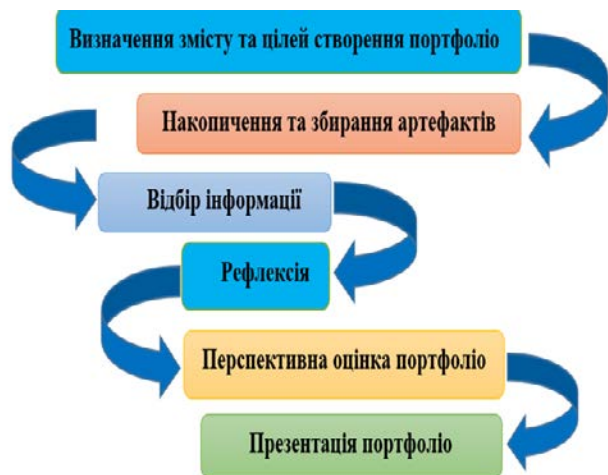 Визначення змісту та цілей створення портфоліо
Накопичення та збирання артефактів
Відбір інформації
Рефлексія
Перспективна оцінка портфоліо
Презентація портфоліо